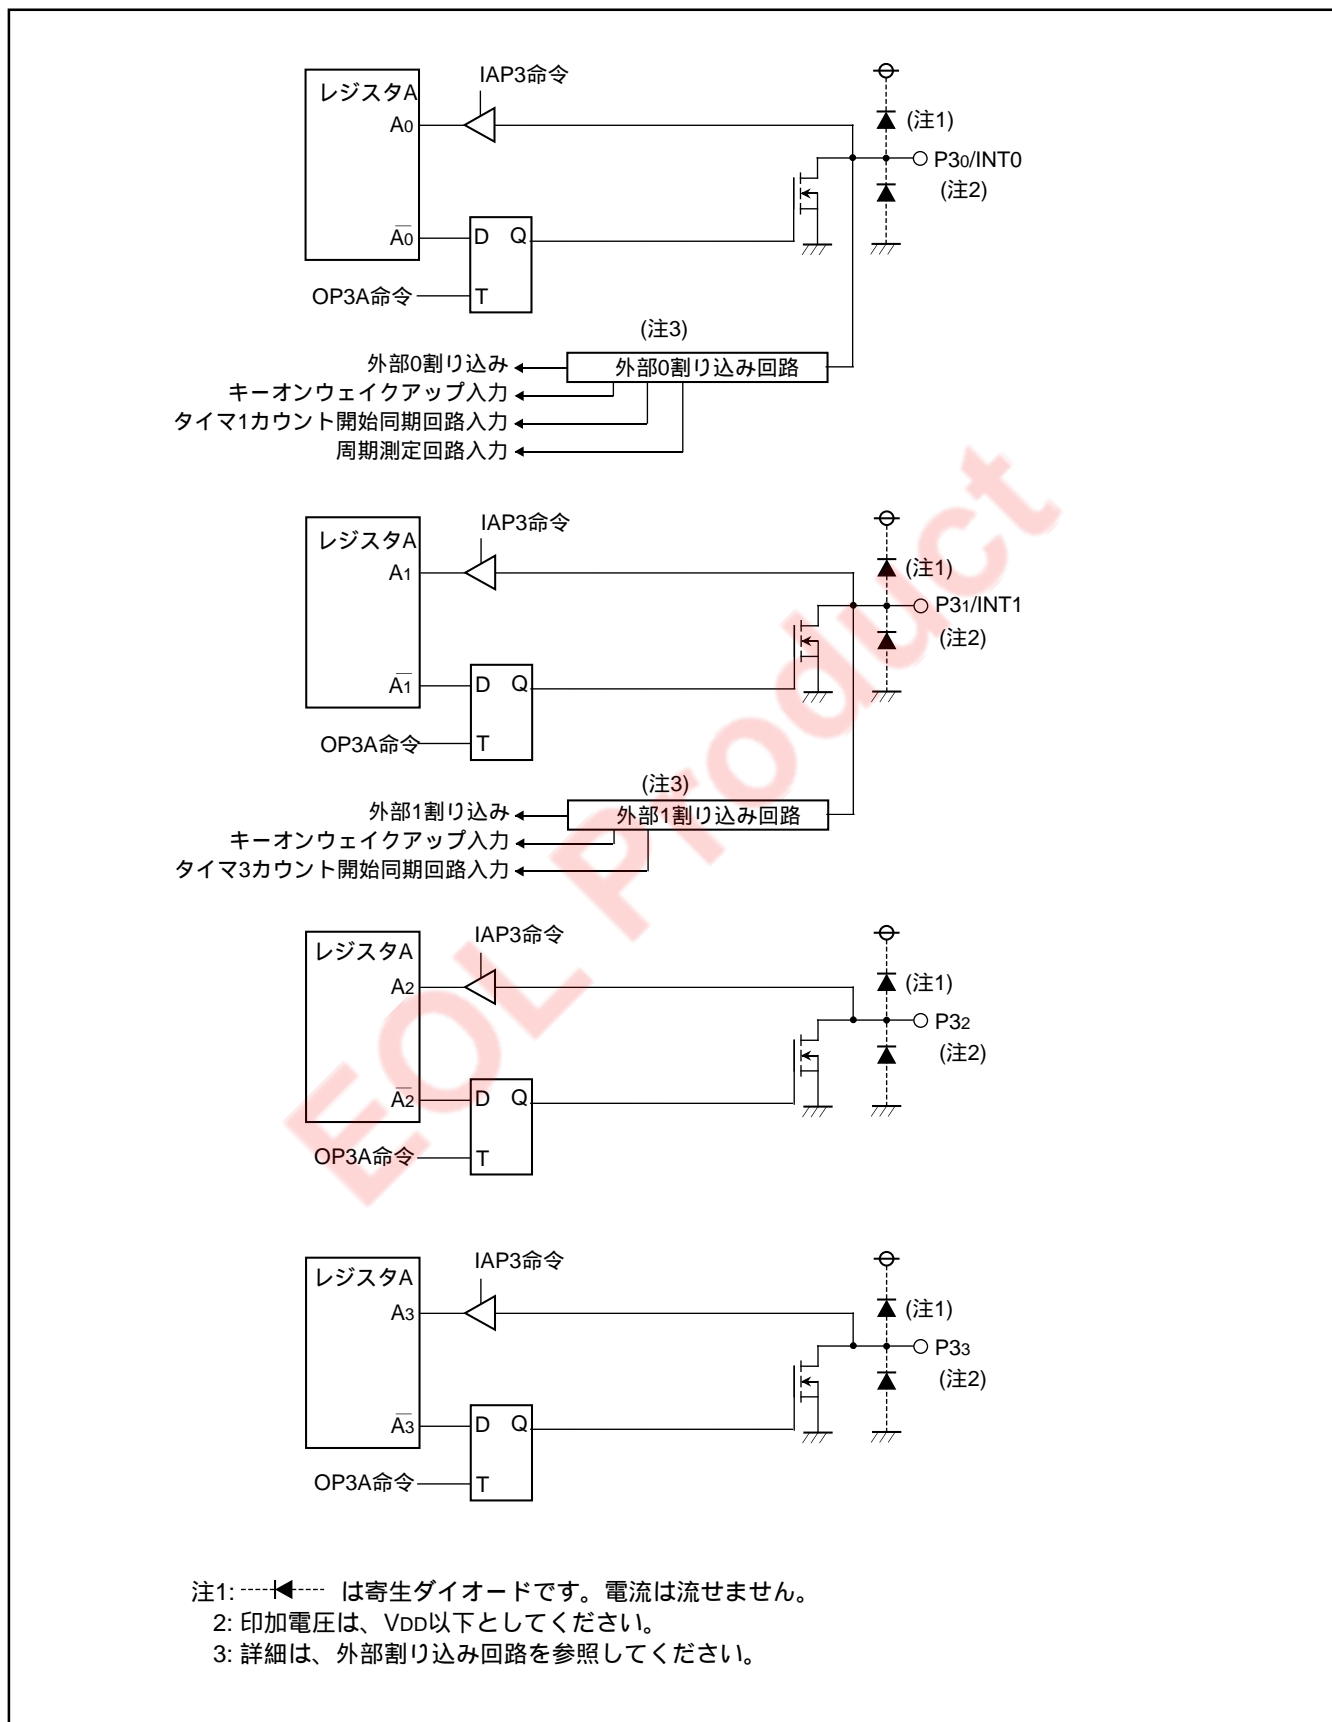 IAP3命令
レジスタA
A0
(注1)
P30/INT0
(注2)
A̅0
D Q
OP3A命令
T
(注3)
外部0割り込み
外部0割り込み回路
キーオンウェイクアップ入力
タイマ1カウント開始同期回路入力
周期測定回路入力
IAP3命令
レジスタA
A1
(注1)
P31/INT1
(注2)
A̅1
D Q
OP3A命令
T
(注3)
外部1割り込み
外部1割り込み回路
キーオンウェイクアップ入力
タイマ3カウント開始同期回路入力
IAP3命令
レジスタA
A2
(注1)
P32
(注2)
A̅2
D Q
OP3A命令
T
IAP3命令
レジスタA
A3
(注1)
P33
(注2)
A̅3
D Q
OP3A命令
T
EOL Product
注1: は寄生ダイオードです。電流は流せません。
2: 印加電圧は、VDD以下としてください。
3: 詳細は、外部割り込み回路を参照してください。